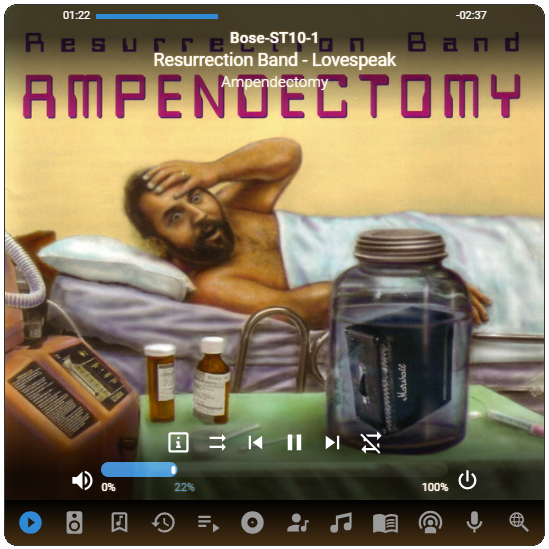 01:22
-02:37
Resurrection Band
Bose-ST10-1
Resurrection Band - Lovespeak
Ampendectomy
AMPENDECTOMY
Marshall
0%
22%
100%